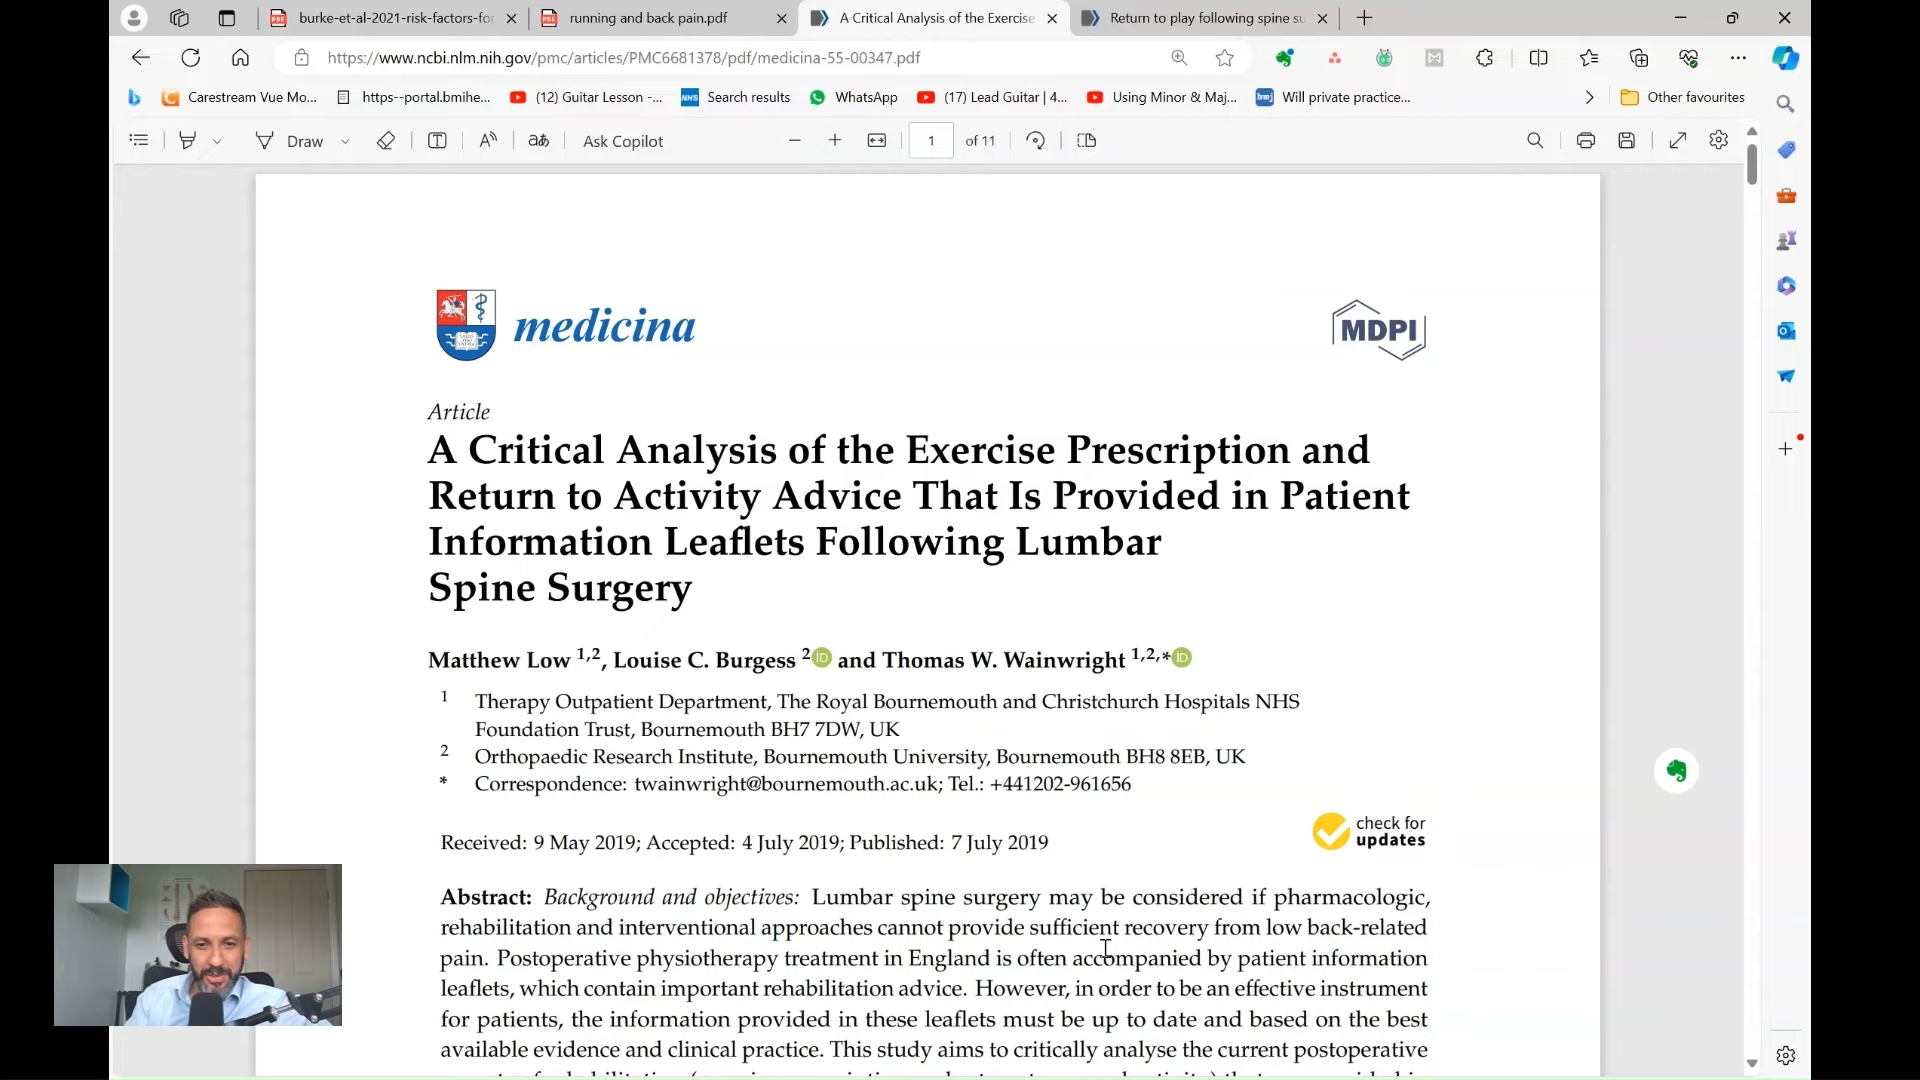 burke-et-al-2021-risk-factors-for
running and back pain.pdf
A Critical Analysis of the Exercise
Return to play following spine su
https://www.ncbi.nlm.nih.gov/pmc/articles/PMC6681378/pdf/medicina-55-00347.pdf
Carestream Vue Mo...
https--portal.bmihe...
(12) Guitar Lesson -...
NHS
Search results
WhatsApp
(17) Lead Guitar | 4...
Using Minor & Maj...
bmj
Will private practice...
Other favourites
Draw
Ask Copilot
1
of 11
medicina
MDPI
Article
A Critical Analysis of the Exercise Prescription and
Return to Activity Advice That Is Provided in Patient
Information Leaflets Following Lumbar
Spine Surgery
Matthew Low 1,2, Louise C. Burgess 2 iD and Thomas W. Wainwright 1,2,* iD
1 Therapy Outpatient Department, The Royal Bournemouth and Christchurch Hospitals NHS
Foundation Trust, Bournemouth BH7 7DW, UK
2 Orthopaedic Research Institute, Bournemouth University, Bournemouth BH8 8EB, UK
* Correspondence: twainwright@bournemouth.ac.uk; Tel.: +441202-961656
check for
updates
Received: 9 May 2019; Accepted: 4 July 2019; Published: 7 July 2019
Abstract: Background and objectives: Lumbar spine surgery may be considered if pharmacologic,
rehabilitation and interventional approaches cannot provide sufficient recovery from low back-related
pain. Postoperative physiotherapy treatment in England is often accompanied by patient information
leaflets, which contain important rehabilitation advice. However, in order to be an effective instrument
for patients, the information provided in these leaflets must be up to date and based on the best
available evidence and clinical practice. This study aims to critically analyse the current postoperative